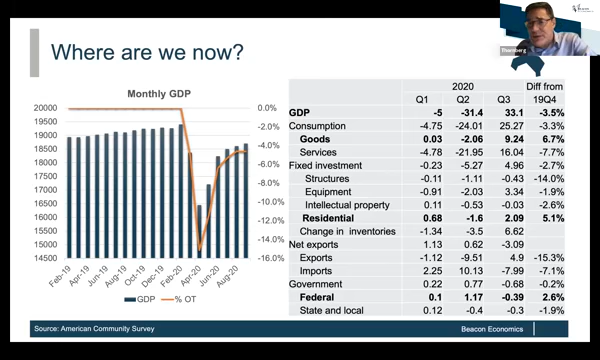 BEACON
Thornberg
Where are we now?
Monthly GDP
20000
19500
19000
18500
18000
17500
17000
16500
16000
15500
15000
14500
0.0%
-2.0%
-4.0%
-6.0%
-8.0%
-10.0%
-12.0%
-14.0%
-16.0%
Feb-19
Apr-19
Jun-19
Aug-19
Oct-19
Dec-19
Feb-20
Apr-20
Jun-20
Aug-20
GDP % OT
2020 Diff from
Q1 Q2 Q3 19Q4
GDP -5 -31.4 33.1 -3.5%
Consumption -4.75 -24.01 25.27 -3.3%
Goods 0.03 -2.06 9.24 6.7%
Services -4.78 -21.95 16.04 -7.7%
Fixed investment -0.23 -5.27 4.96 -2.7%
Structures -0.11 -1.11 -0.43 -14.0%
Equipment -0.91 -2.03 3.34 -1.9%
Intellectual property 0.11 -0.53 -0.03 -2.6%
Residential 0.68 -1.6 2.09 5.1%
Change in inventories -1.34 -3.5 6.62
Net exports 1.13 0.62 -3.09
Exports -1.12 -9.51 4.9 -15.3%
Imports 2.25 10.13 -7.99 -7.1%
Government 0.22 0.77 -0.68 -0.2%
Federal 0.1 1.17 -0.39 2.6%
State and local 0.12 -0.4 -0.3 -1.9%
Source: American Community Survey
Beacon Economics